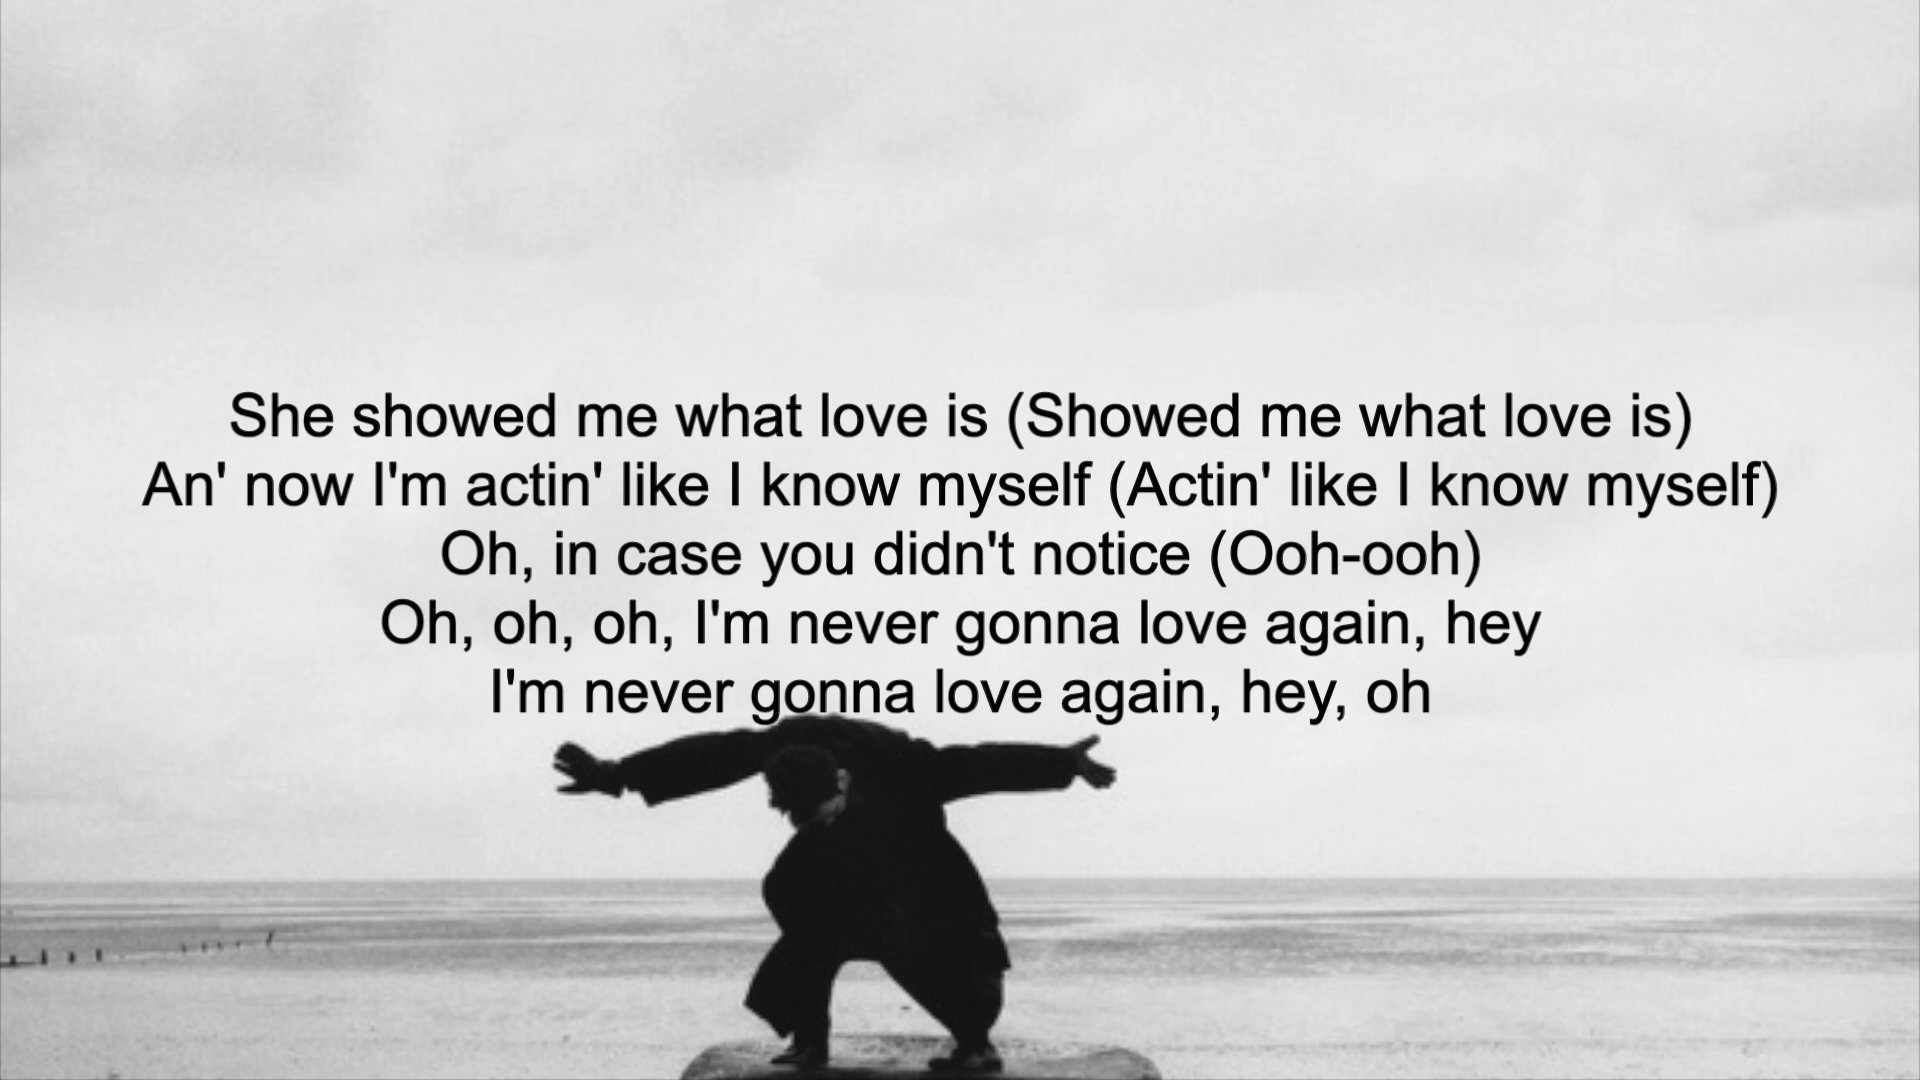 She showed me what love is (Showed me what love is)
An' now I'm actin' like I know myself (Actin' like I know myself)
Oh, in case you didn't notice (Ooh-ooh)
Oh, oh, oh, I'm never gonna love again, hey
I'm never gonna love again, hey, oh